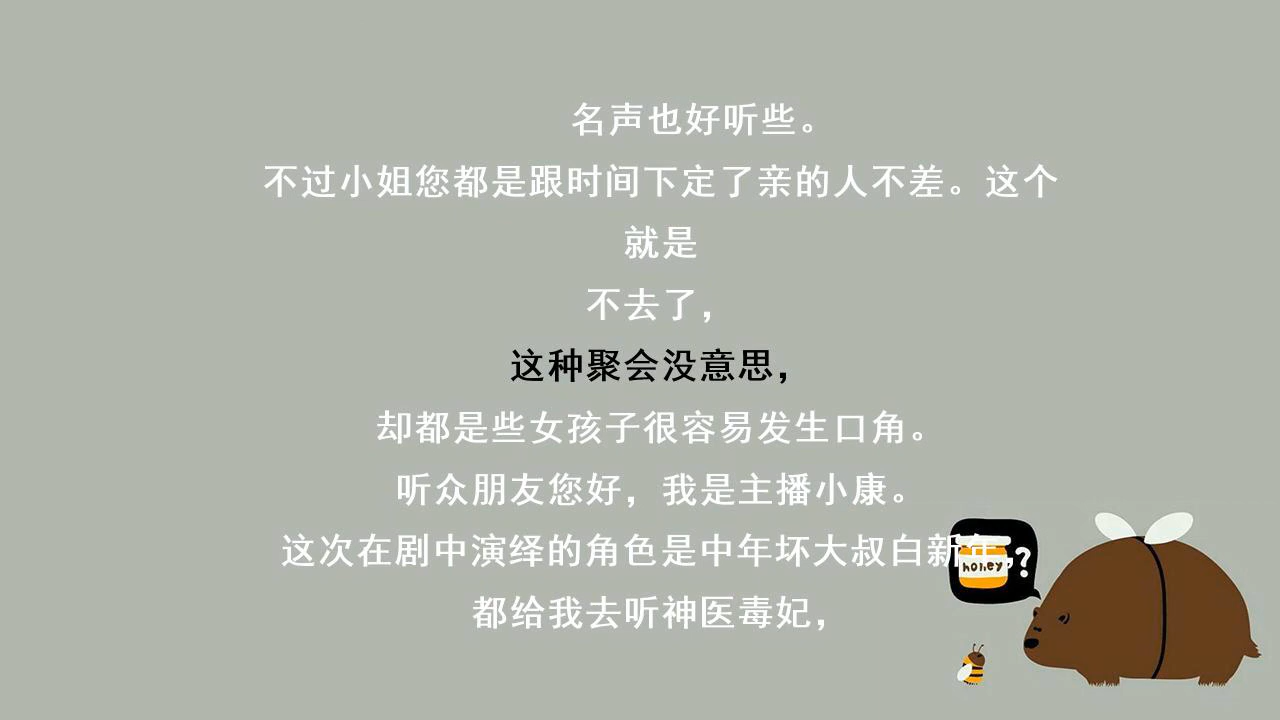 名声也好听些。
不过小姐您都是跟时间下定了亲的人不差。这个
就是
不去了，
这种聚会没意思，
却都是些女孩子很容易发生口角。
听众朋友您好，我是主播小康。
这次在剧中演绎的角色是中年坏大叔白新年，
honey
?
都给我去听神医毒妃，